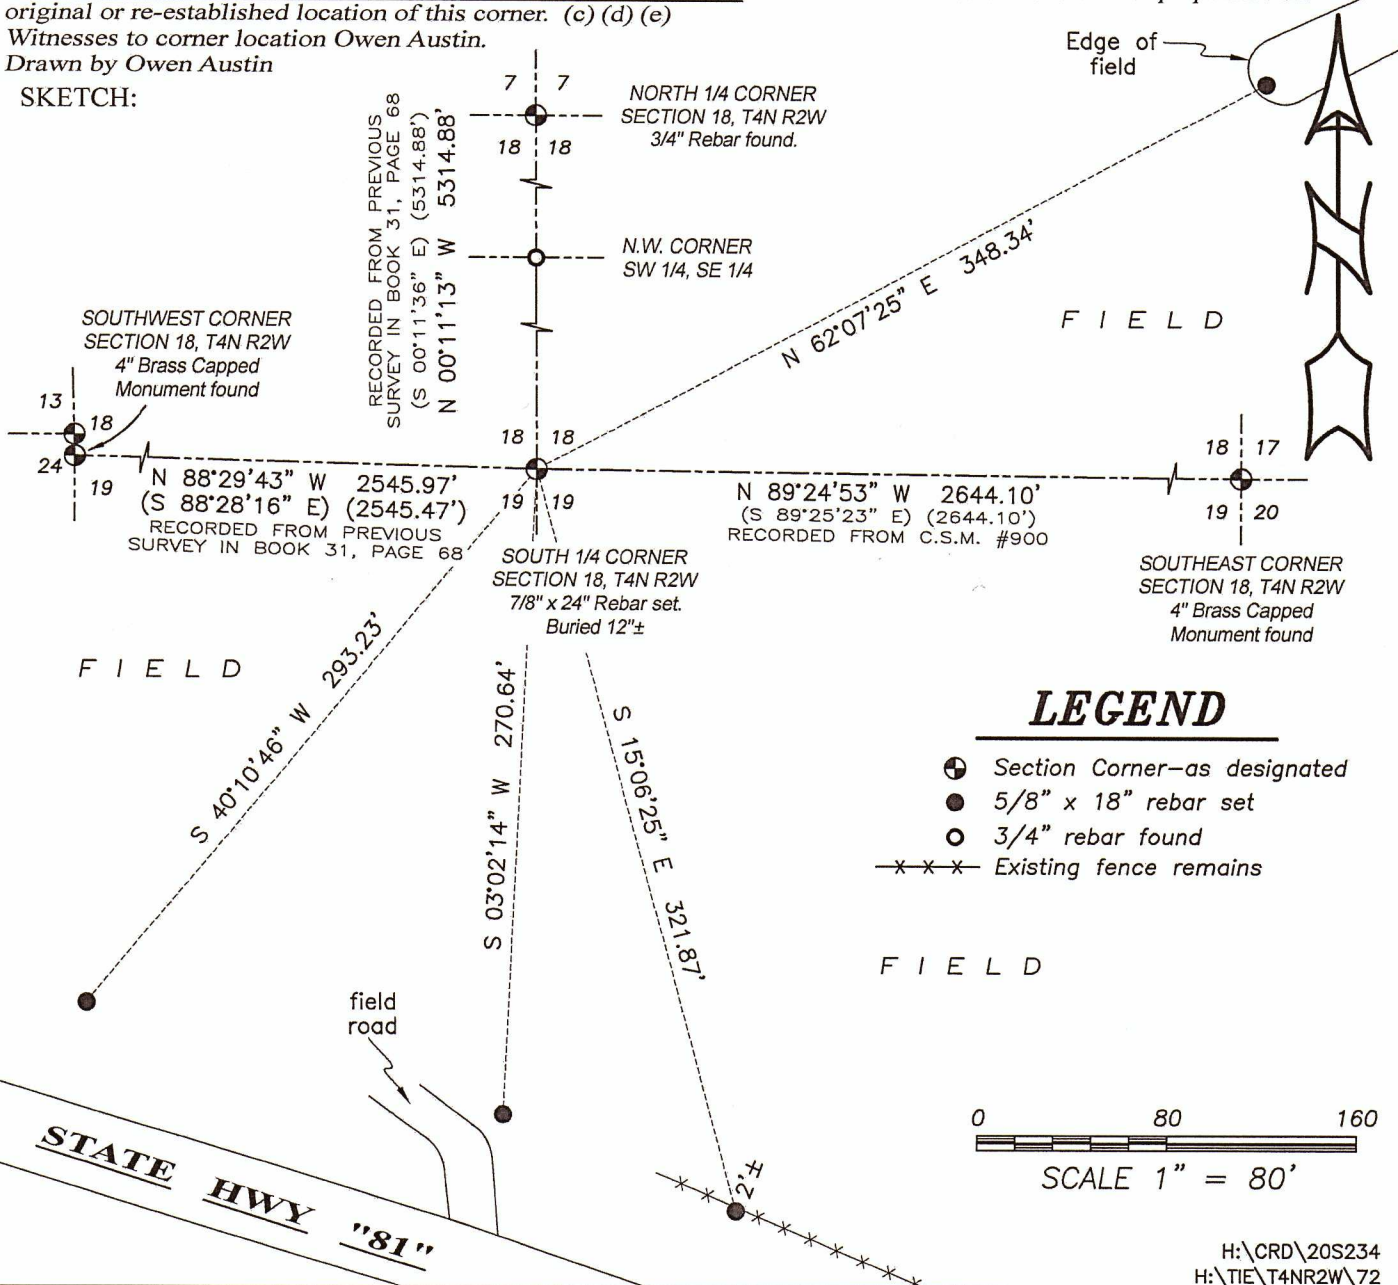 original or re-established location of this corner. (c) (d) (e)
Witnesses to corner location Owen Austin.
Drawn by Owen Austin
SKETCH:
Edge of
field
7 7
18 18
NORTH 1/4 CORNER
SECTION 18, T4N R2W
3/4" Rebar found.
RECORDED FROM PREVIOUS
SURVEY IN BOOK 31, PAGE 68
(S 00°11'36" E) (5314.88')
N 00°11'13" W 5314.88'
N.W. CORNER
SW 1/4, SE 1/4
N 62°07'25" E 348.34'
FIELD
SOUTHWEST CORNER
SECTION 18, T4N R2W
4" Brass Capped
Monument found
13
18
24
19
18 18
19 19
18 17
19 20
N 88°29'43" W 2545.97'
(S 88°28'16" E) (2545.47')
RECORDED FROM PREVIOUS
SURVEY IN BOOK 31, PAGE 68
N 89°24'53" W 2644.10'
(S 89°25'23" E) (2644.10')
RECORDED FROM C.S.M. #900
SOUTH 1/4 CORNER
SECTION 18, T4N R2W
7/8" x 24" Rebar set.
Buried 12"±
SOUTHEAST CORNER
SECTION 18, T4N R2W
4" Brass Capped
Monument found
FIELD
S 40°10'46" W 293.23'
S 03°02'14" W 270.64'
S 15°06'25" E 321.87'
LEGEND
Section Corner-as designated
5/8" x 18" rebar set
3/4" rebar found
Existing fence remains
FIELD
field
road
STATE HWY "81"
2'±
0 80 160
SCALE 1" = 80'
H:\CRD\20S234
H:\TIE\T4NR2W\72